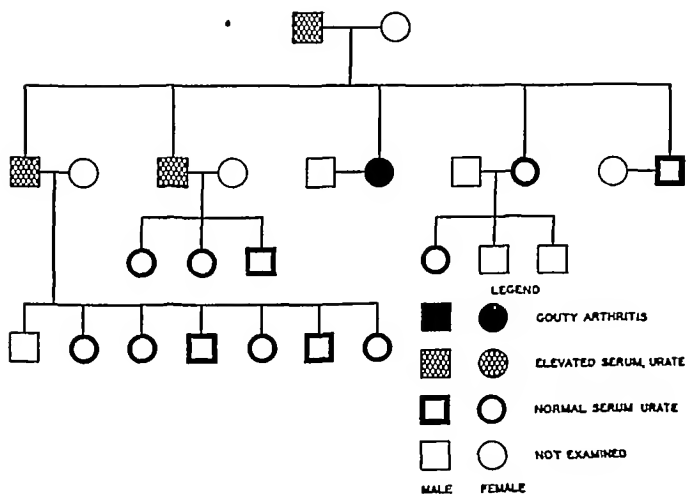 LEGEND
GOUTY ARTHRITIS
ELEVATED SERUM, URATE
NORMAL SERUM URATE
NOT EXAMINED
MALE FEMALE